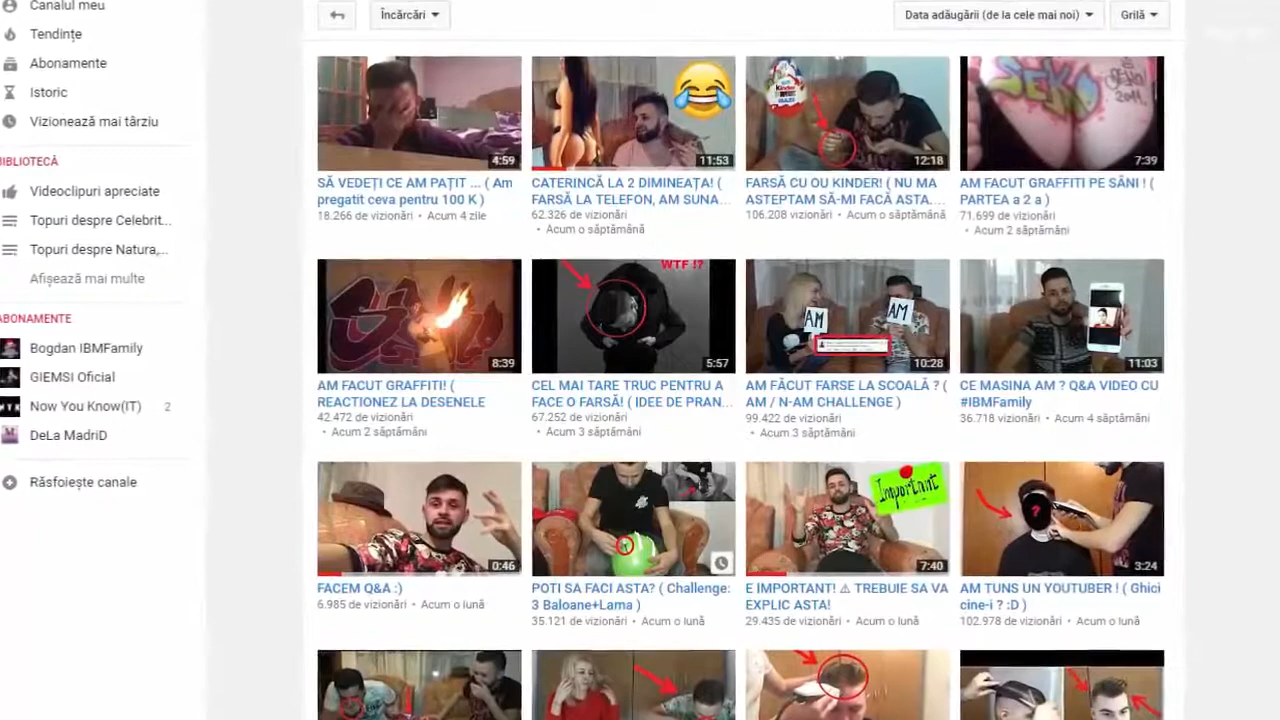 Canalul meu
Tendințe
Abonamente
Istoric
Vizionează mai târziu
BIBLIOTECĂ
Videoclipuri apreciate
Topuri despre Celebrit...
Topuri despre Natura,...
Afișează mai multe
ABONAMENTE
Bogdan IBMFamily
GIEMSI Oficial
Now You Know(IT) 2
DeLa MadriD
Răsfoiește canale
Încărcări
Data adăugării (de la cele mai noi)
Grilă
4:59
SĂ VEDEȚI CE AM PAȚIT ... ( Am
pregatit ceva pentru 100 K )
18.266 de vizionări • Acum 4 zile
11:53
CATERINCĂ LA 2 DIMINEAȚA! (
FARSĂ LA TELEFON, AM SUNA...
62.326 de vizionări
• Acum o săptămână
Kinder
12:18
FARSĂ CU OU KINDER! ( NU MA
ASTEPTAM SĂ-MI FACĂ ASTA....
106.208 vizionări • Acum o săptămână
SEKO
2011.
7:39
AM FACUT GRAFFITI PE SÂNI ! (
PARTEA a 2 a )
71.699 de vizionări
• Acum 2 săptămâni
8:39
AM FACUT GRAFFITI! (
REACTIONEZ LA DESENELE
42.472 de vizionări
• Acum 2 săptămâni
WTF !?
5:57
CEL MAI TARE TRUC PENTRU A
FACE O FARSĂ! ( IDEE DE PRAN...
67.252 de vizionări
• Acum 3 săptămâni
AM
AM
10:28
AM FĂCUT FARSE LA SCOALĂ ? (
AM / N-AM CHALLENGE )
99.422 de vizionări
• Acum 3 săptămâni
11:03
CE MASINA AM ? Q&A VIDEO CU
#IBMFamily
36.718 vizionări • Acum 4 săptămâni
0:46
FACEM Q&A :)
6.985 de vizionări • Acum o lună
POTI SA FACI ASTA? ( Challenge:
3 Baloane+Lama )
35.121 de vizionări • Acum o lună
Important
7:40
E IMPORTANT! ⚠ TREBUIE SA VA
EXPLIC ASTA!
29.435 de vizionări • Acum o lună
?
3:24
AM TUNS UN YOUTUBER ! ( Ghici
cine-i ? :D )
102.978 de vizionări • Acum o lună